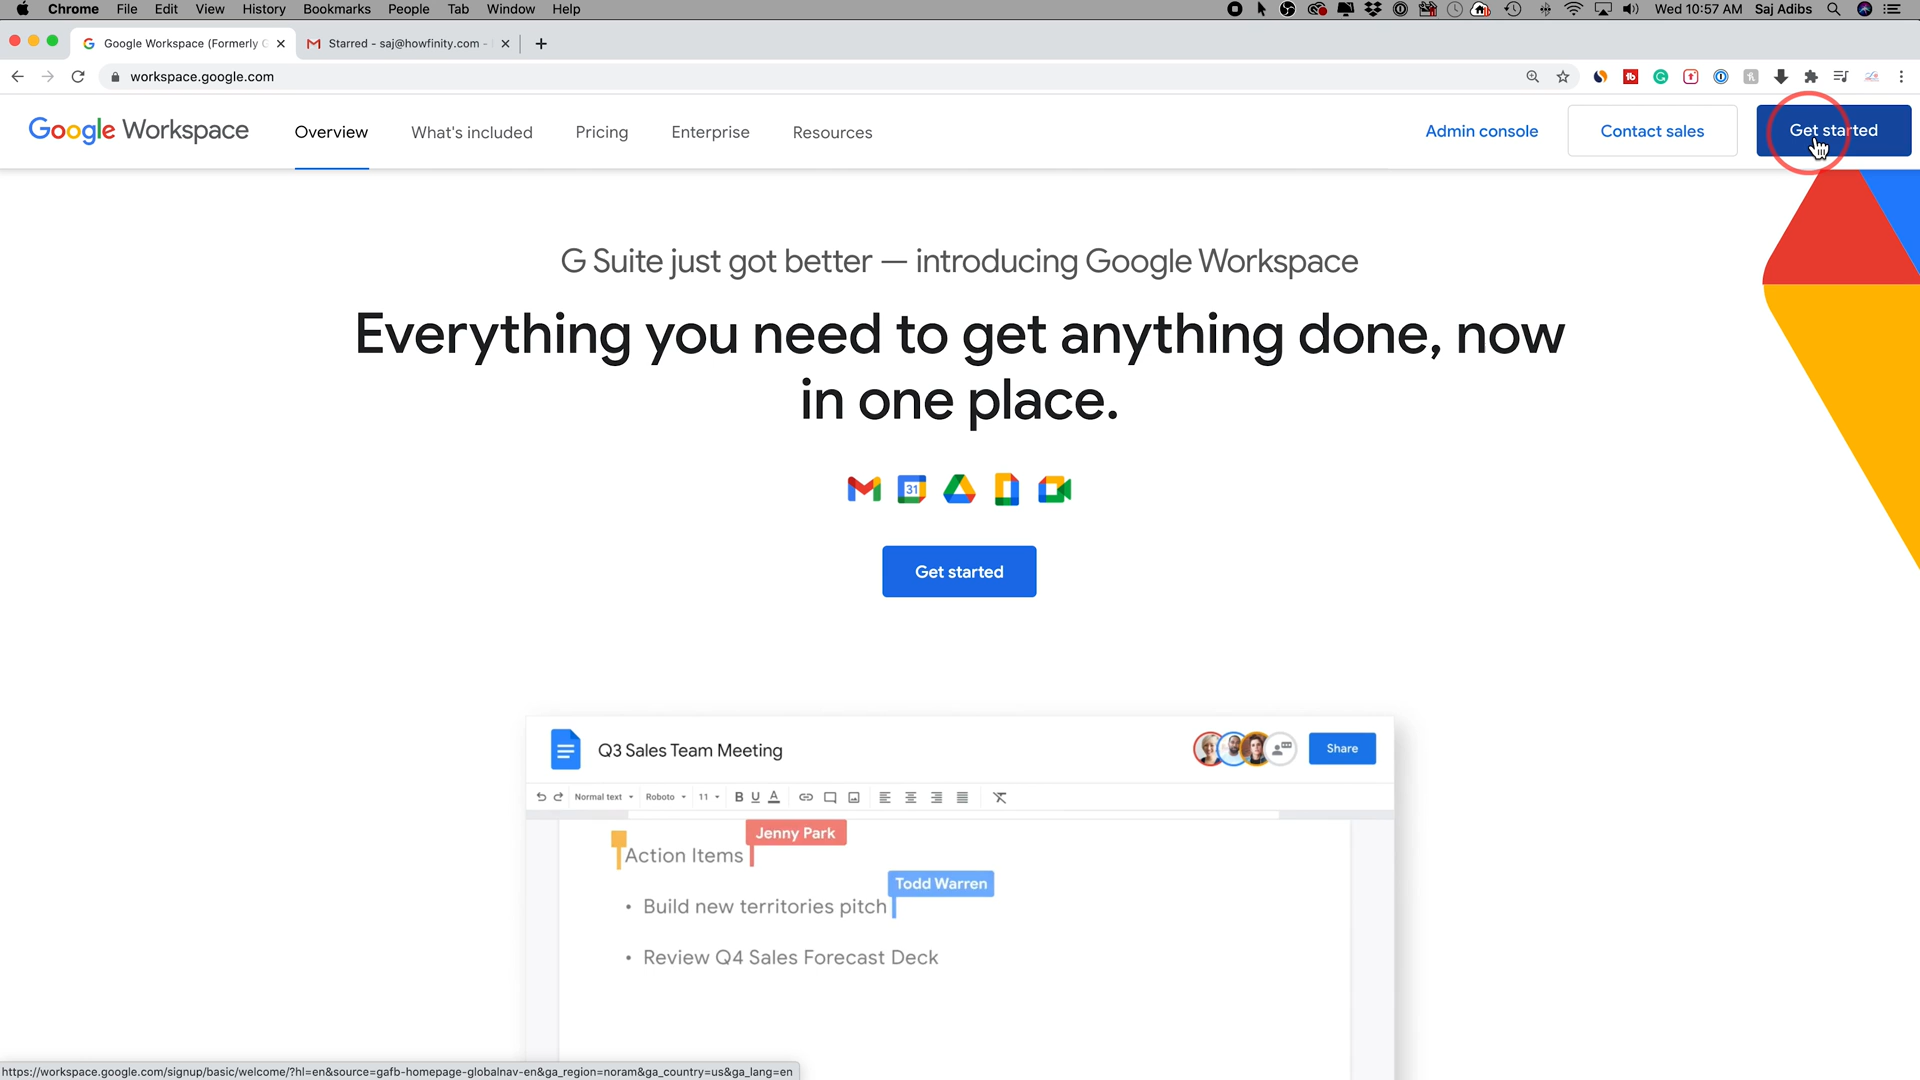 Chrome File Edit View History Bookmarks People Tab Window Help Wed 10:57 AM Saj Adibs
Google Workspace (Formerly G Starred - saj@howfinity.com -
workspace.google.com
Google Workspace Overview What's included Pricing Enterprise Resources Admin console Contact sales Get started
G Suite just got better — introducing Google Workspace
Everything you need to get anything done, now
in one place.
31
Get started
Q3 Sales Team Meeting Share
Normal text Roboto 11 B U A
Jenny Park
Action Items
Todd Warren
• Build new territories pitch
• Review Q4 Sales Forecast Deck
https://workspace.google.com/signup/basic/welcome/?hl=en&source=gafb-homepage-globalnav-en&ga_region=noram&ga_country=us&ga_lang=en